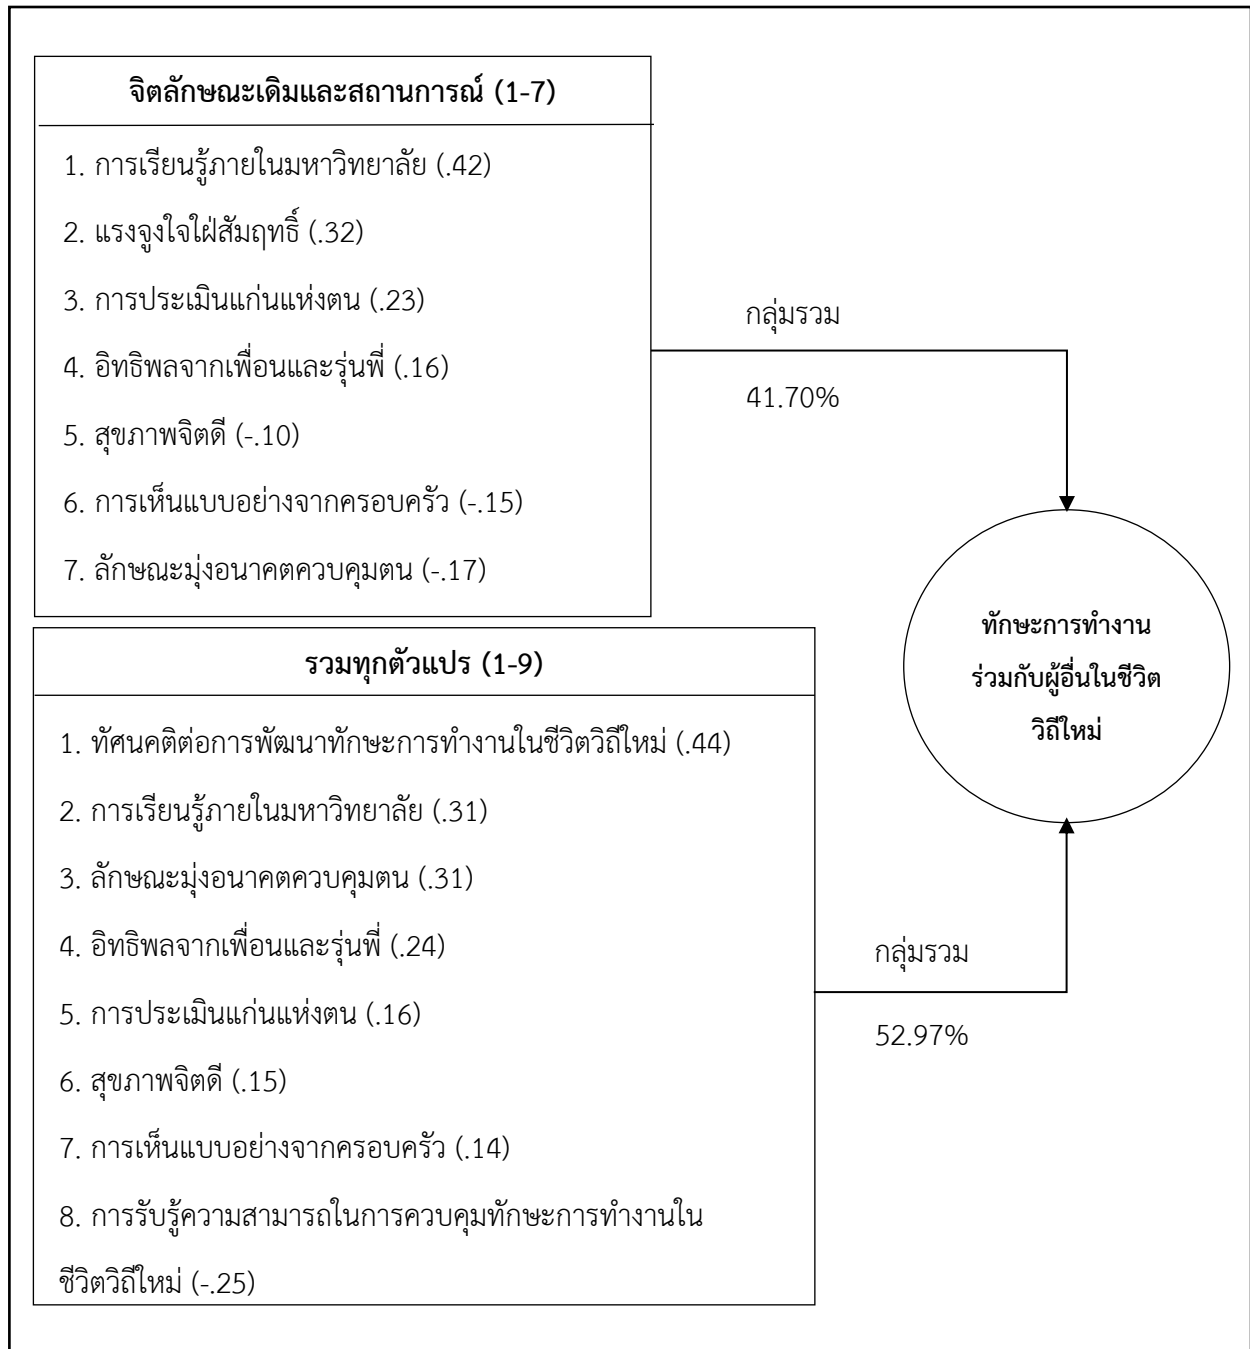 จิตลักษณะเดิมและสถานการณ์ (1-7)
1. การเรียนรู้ภายในมหาวิทยาลัย (.42)
2. แรงจูงใจใฝ่สัมฤทธิ์ (.32)
3. การประเมินแก่นแห่งตน (.23)
4. อิทธิพลจากเพื่อนและรุ่นพี่ (.16)
5. สุขภาพจิตดี (-.10)
6. การเห็นแบบอย่างจากครอบครัว (-.15)
7. ลักษณะมุ่งอนาคตควบคุมตน (-.17)
กลุ่มรวม
41.70%
ทักษะการทำงาน
ร่วมกับผู้อื่นในชีวิต
วิถีใหม่
รวมทุกตัวแปร (1-9)
1. ทัศนคติต่อการพัฒนาทักษะการทำงานในชีวิตวิถีใหม่ (.44)
2. การเรียนรู้ภายในมหาวิทยาลัย (.31)
3. ลักษณะมุ่งอนาคตควบคุมตน (.31)
4. อิทธิพลจากเพื่อนและรุ่นพี่ (.24)
5. การประเมินแก่นแห่งตน (.16)
6. สุขภาพจิตดี (.15)
7. การเห็นแบบอย่างจากครอบครัว (.14)
8. การรับรู้ความสามารถในการควบคุมทักษะการทำงานใน
ชีวิตวิถีใหม่ (-.25)
กลุ่มรวม
52.97%